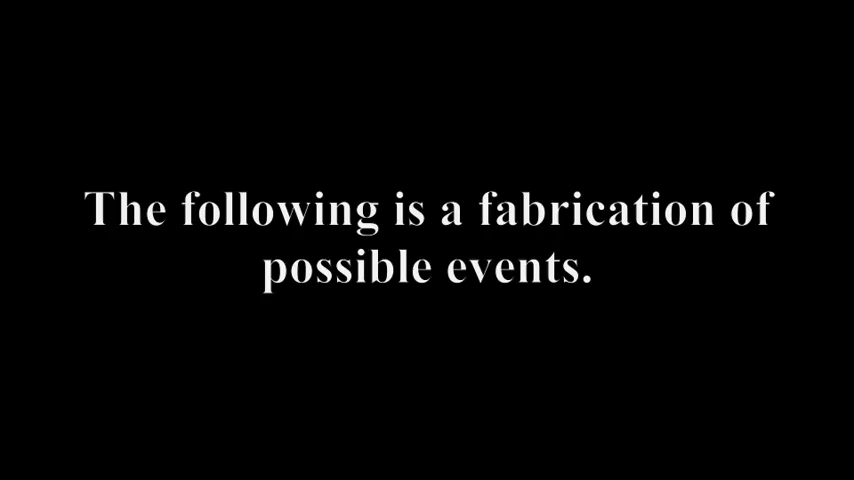 The following is a fabrication of
possible events.